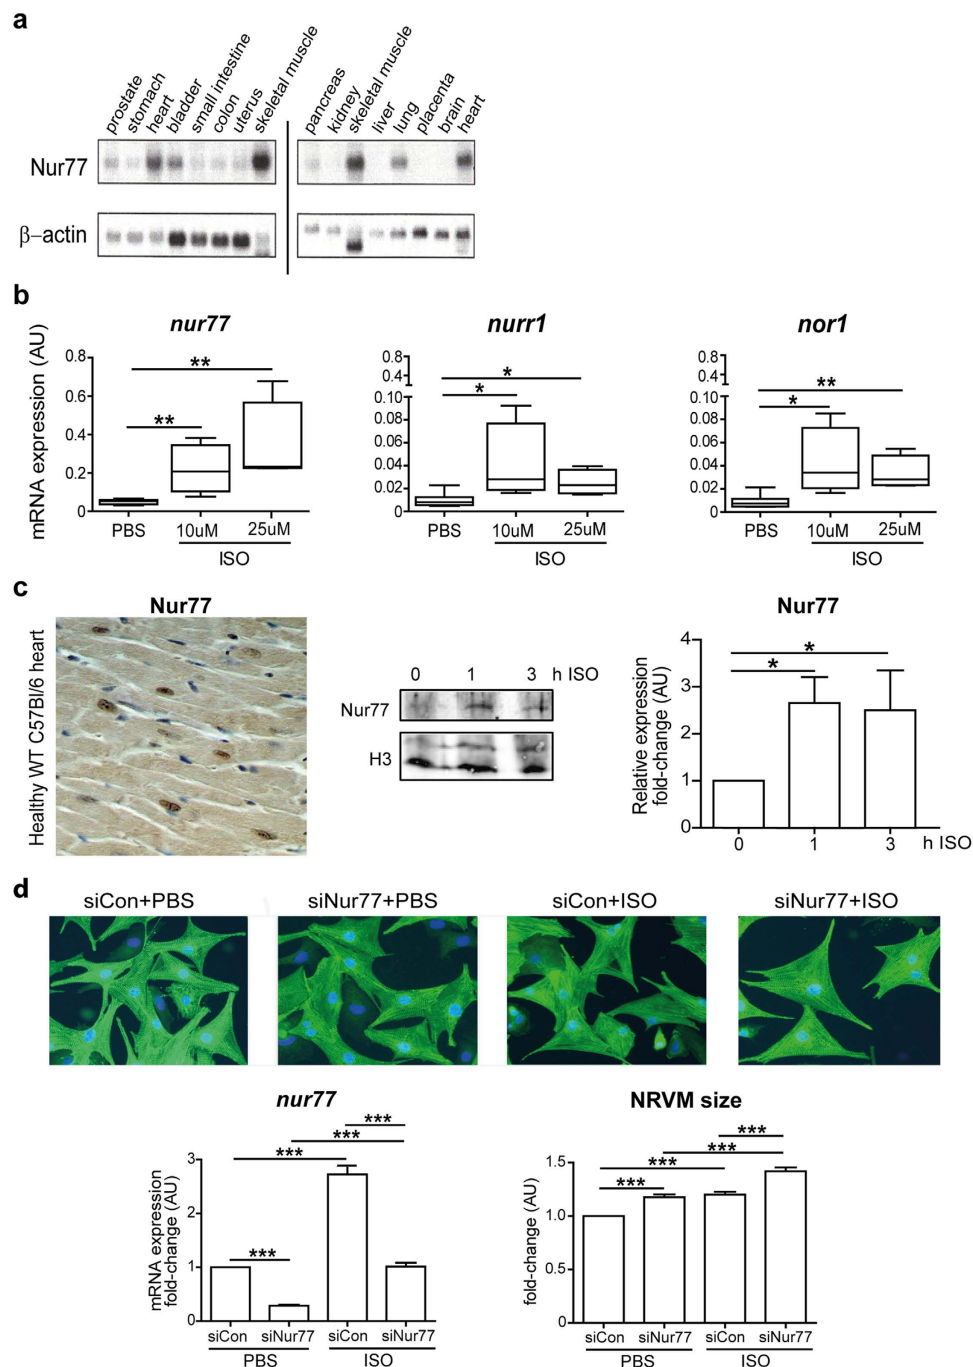 a
prostate stomach heart bladder small intestine colon uterus skeletal muscle pancreas kidney skeletal muscle liver lung placenta brain heart
Nur77
β–actin
b
nur77 nurr1 nor1
mRNA expression (AU)
0.8 0.6 0.4 0.2 0
0.8 0.4 0.10 0.08 0.06 0.04 0.02 0
0.8 0.4 0.10 0.08 0.06 0.04 0.02 0
** **
* *
* **
PBS 10uM 25uM PBS 10uM 25uM PBS 10uM 25uM
ISO ISO ISO
c
Nur77 Nur77
Healthy WT C57Bl/6 heart
0 1 3 h ISO
Nur77
H3
Relative expression
fold-change (AU)
4 3 2 1 0
* *
0 1 3 h ISO
d
siCon+PBS siNur77+PBS siCon+ISO siNur77+ISO
nur77 NRVM size
mRNA expression
fold-change (AU)
3 2 1 0
*** *** *** ***
siCon siNur77 siCon siNur77
PBS ISO
fold-change (AU)
1.5 1.0 0.5 0
*** *** *** ***
siCon siNur77 siCon siNur77
PBS ISO